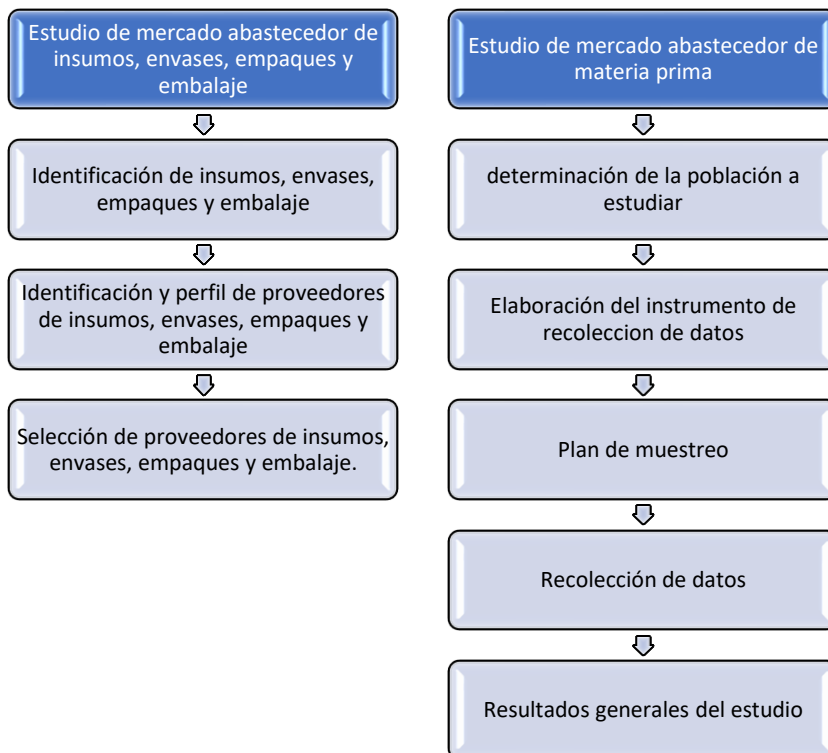 Estudio de mercado abastecedor de
insumos, envases, empaques y
embalaje
Identificación de insumos, envases,
empaques y embalaje
Identificación y perfil de proveedores
de insumos, envases, empaques y
embalaje
Selección de proveedores de insumos,
envases, empaques y embalaje.
Estudio de mercado abastecedor de
materia prima
determinación de la población a
estudiar
Elaboración del instrumento de
recoleccion de datos
Plan de muestreo
Recolección de datos
Resultados generales del estudio